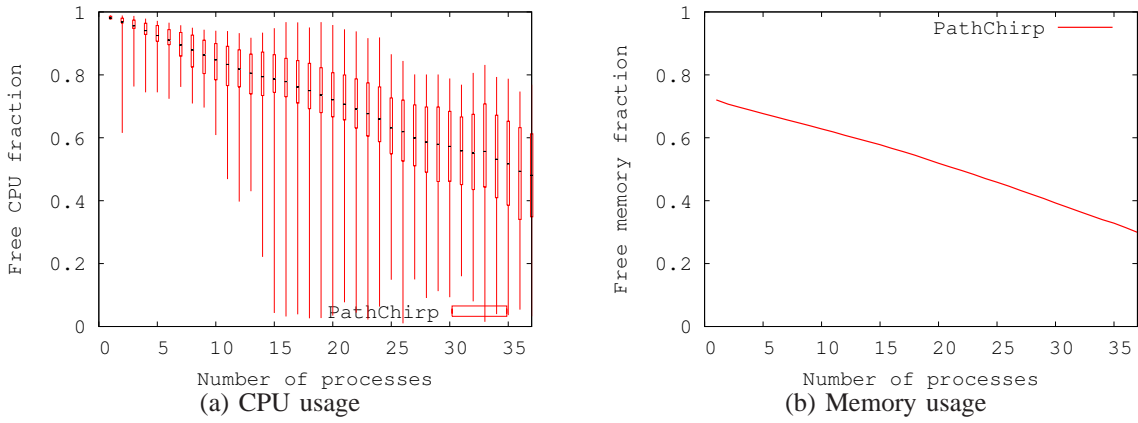 1
0.8
0.6
0.4
0.2
0
Free CPU fraction
PathChirp
0 5 10 15 20 25 30 35
Number of processes
(a) CPU usage
1
0.8
0.6
0.4
0.2
0
Free memory fraction
PathChirp
0 5 10 15 20 25 30 35
Number of processes
(b) Memory usage